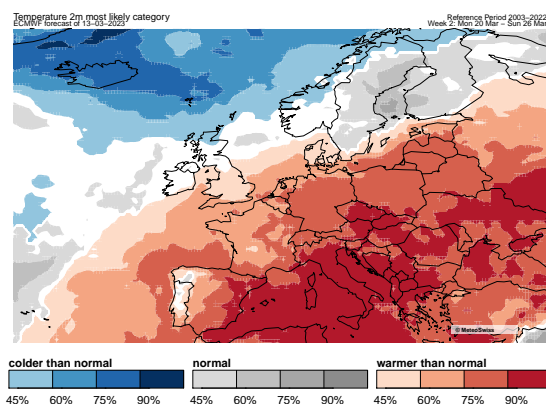 Temperature 2m most likely category
ECMWF forecast of 13-03-2023
Reference Period 2003-2022
Week 2: Mon 20 Mar - Sun 26 Mar
© MeteoSwiss
colder than normal
normal
warmer than normal
45% 60% 75% 90%
45% 60% 75% 90%
45% 60% 75% 90%